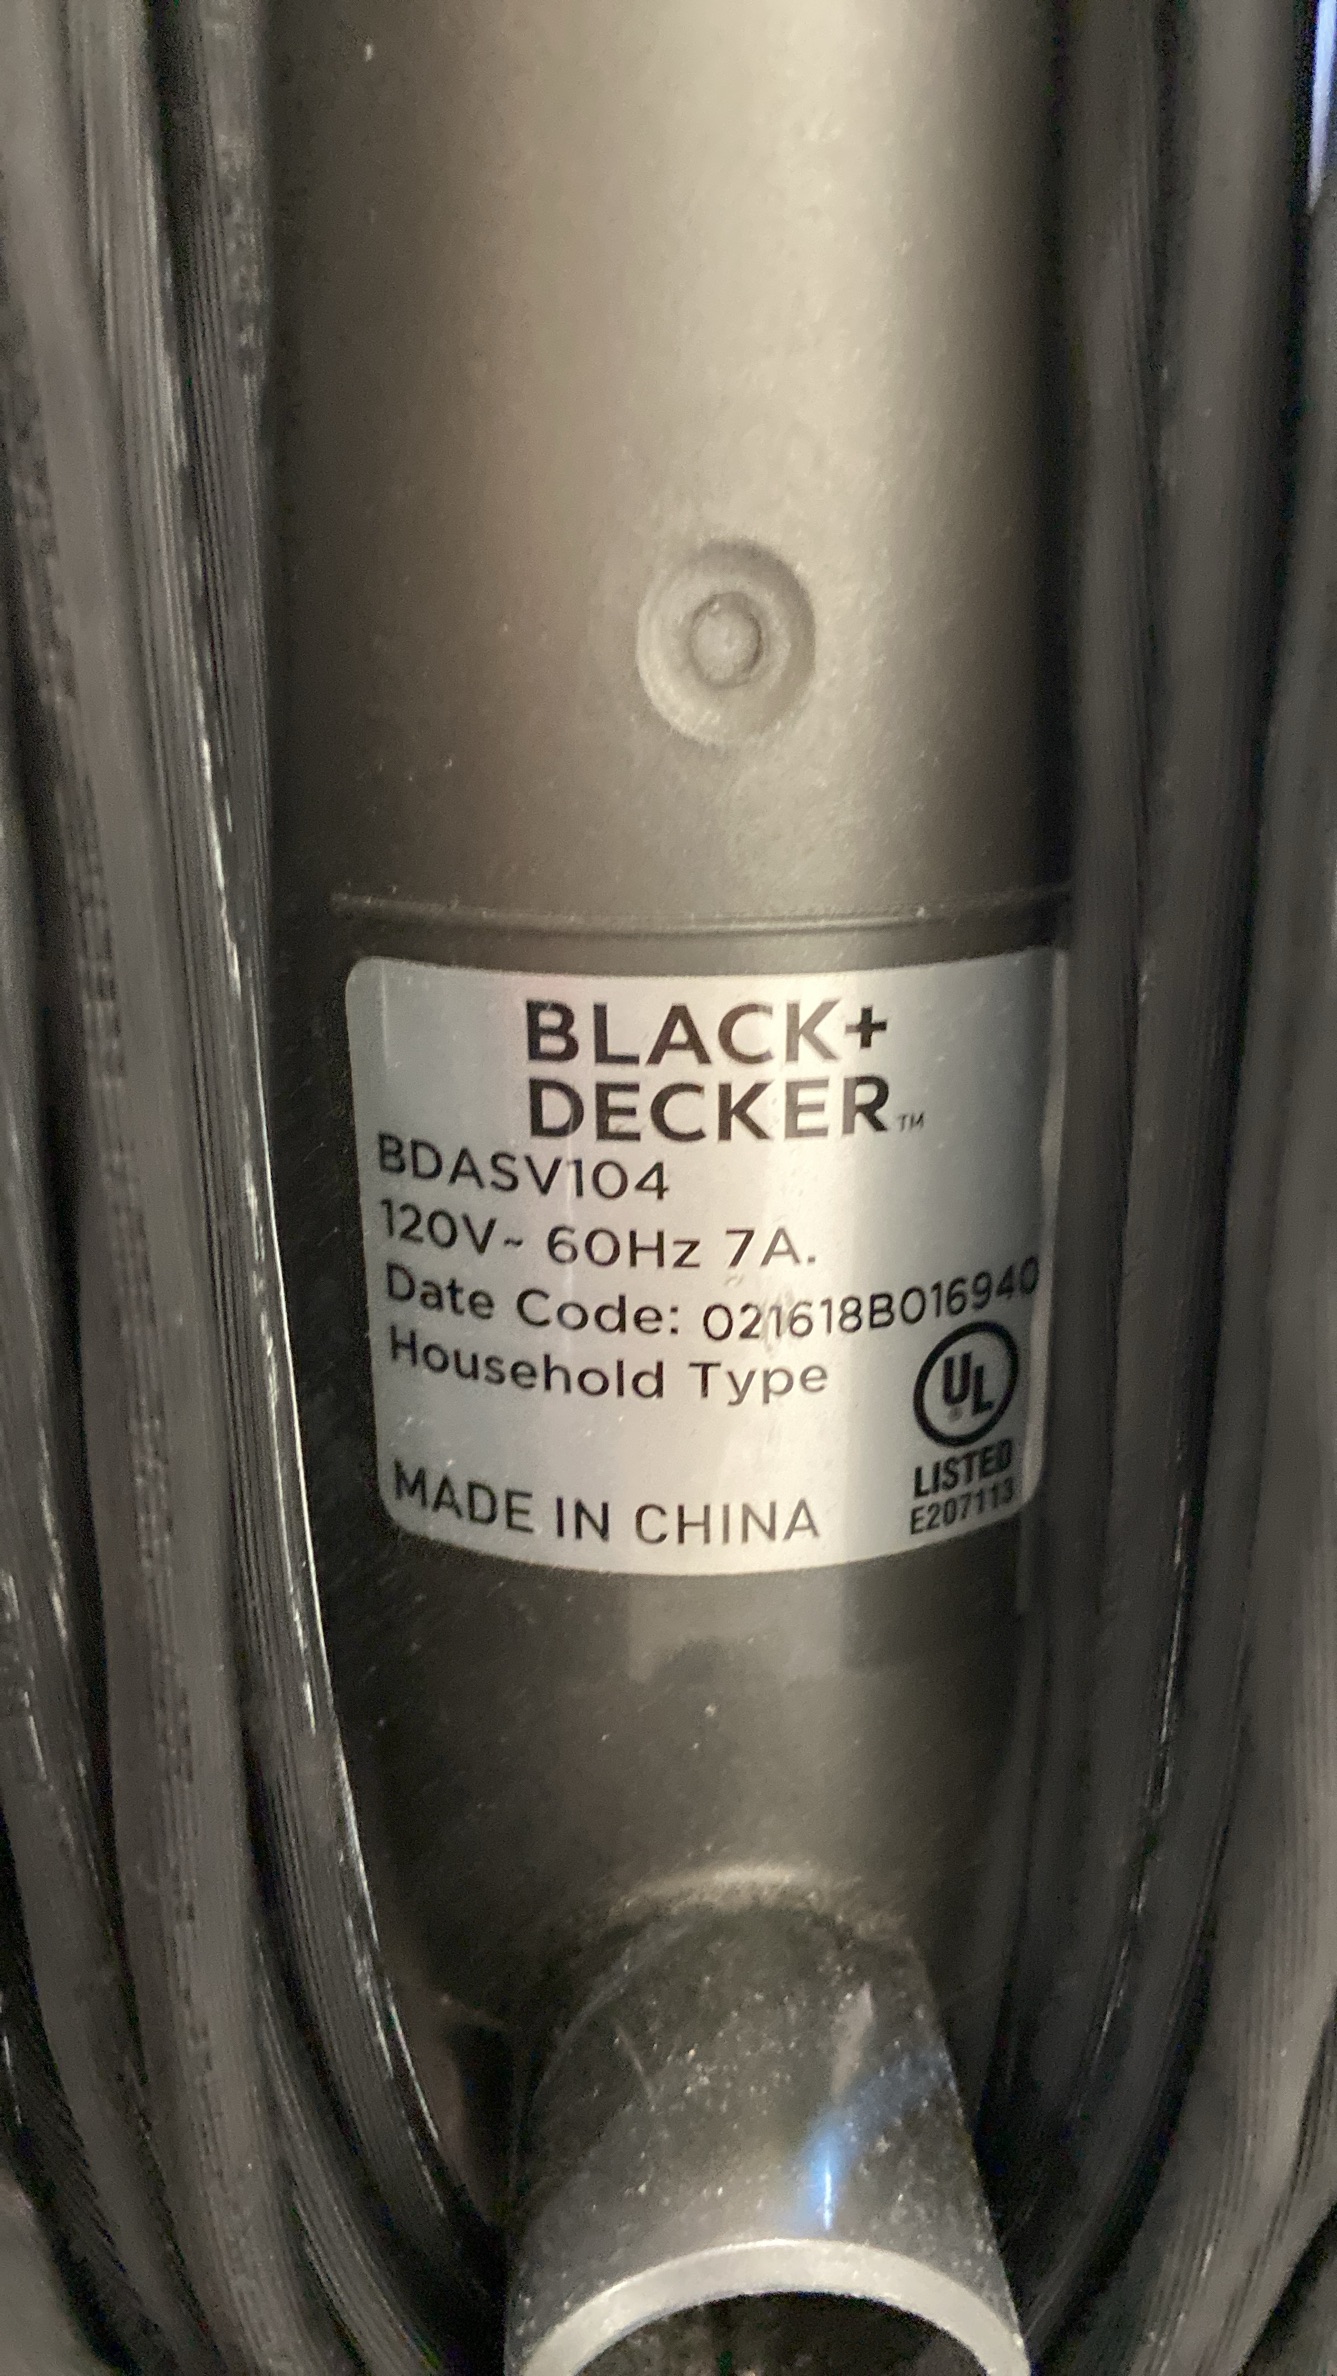 BLACK+
DECKER™
BDASV104
120V~ 60Hz 7A.
Date Code: 021618B016940
Household Type
UL
LISTED
E207113
MADE IN CHINA